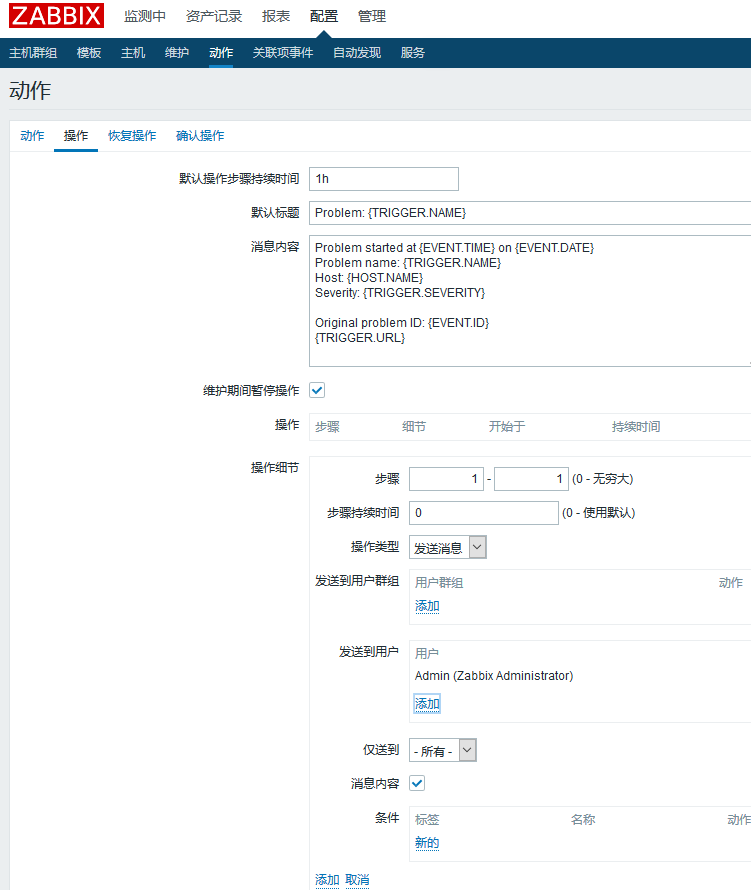 ZABBIX 监测中 资产记录 报表 配置 管理
主机群组 模板 主机 维护 动作 关联项事件 自动发现 服务
动作
动作 操作 恢复操作 确认操作
默认操作步骤持续时间 1h
默认标题 Problem: {TRIGGER.NAME}
消息内容 Problem started at {EVENT.TIME} on {EVENT.DATE}
Problem name: {TRIGGER.NAME}
Host: {HOST.NAME}
Severity: {TRIGGER.SEVERITY}
Original problem ID: {EVENT.ID}
{TRIGGER.URL}
维护期间暂停操作
操作 步骤 细节 开始于 持续时间
操作细节
步骤 1 - 1 (0 - 无穷大)
步骤持续时间 0 (0 - 使用默认)
操作类型 发送消息
发送到用户群组 用户群组 动作
添加
发送到用户 用户
Admin (Zabbix Administrator)
添加
仅送到 - 所有 -
消息内容
条件 标签 名称 动作
新的
添加 取消